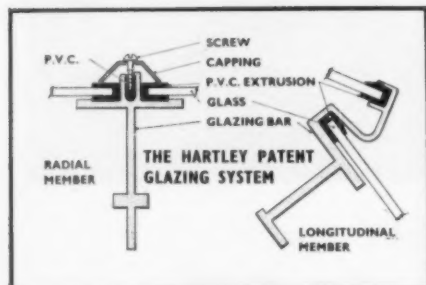 SCREW
P.V.C.
CAPPING
P.V.C. EXTRUSION
GLASS
GLAZING BAR
RADIAL
MEMBER
THE HARTLEY PATENT
GLAZING SYSTEM
LONGITUDINAL
MEMBER